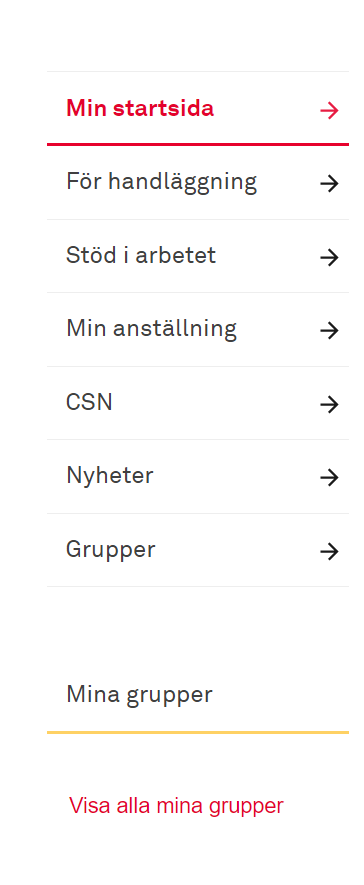 Min startsida
För handläggning
Stöd i arbetet
Min anställning
CSN
Nyheter
Grupper
Mina grupper
Visa alla mina grupper